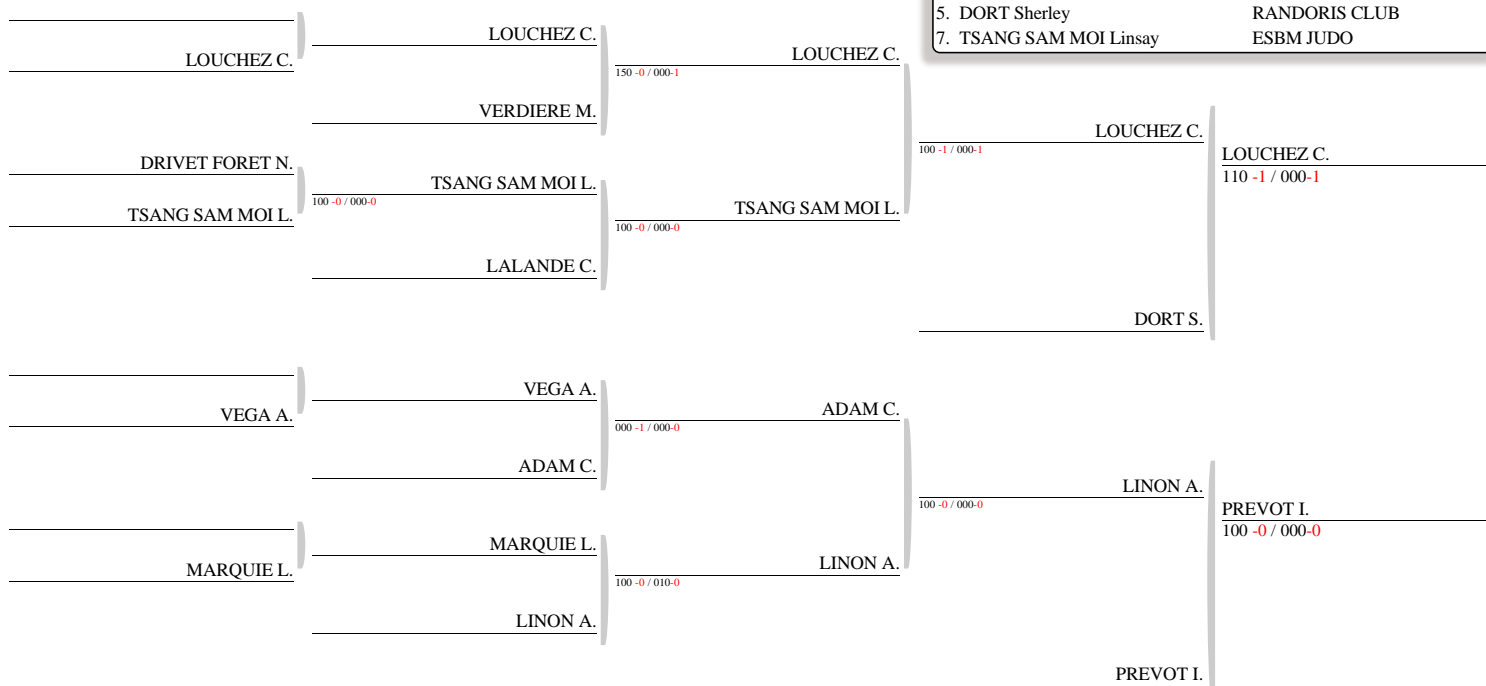 5. DORT Sherley RANDORIS CLUB
7. TSANG SAM MOI Linsay ESBM JUDO
LOUCHEZ C.
LOUCHEZ C.
LOUCHEZ C.
150 -0 / 000-1
VERDIERE M.
LOUCHEZ C.
100 -1 / 000-1
LOUCHEZ C.
110 -1 / 000-1
DRIVET FORET N.
TSANG SAM MOI L.
100 -0 / 000-0
TSANG SAM MOI L.
TSANG SAM MOI L.
100 -0 / 000-0
LALANDE C.
DORT S.
VEGA A.
VEGA A.
ADAM C.
000 -1 / 000-0
ADAM C.
LINON A.
100 -0 / 000-0
PREVOT I.
100 -0 / 000-0
MARQUIE L.
MARQUIE L.
LINON A.
100 -0 / 010-0
LINON A.
PREVOT I.